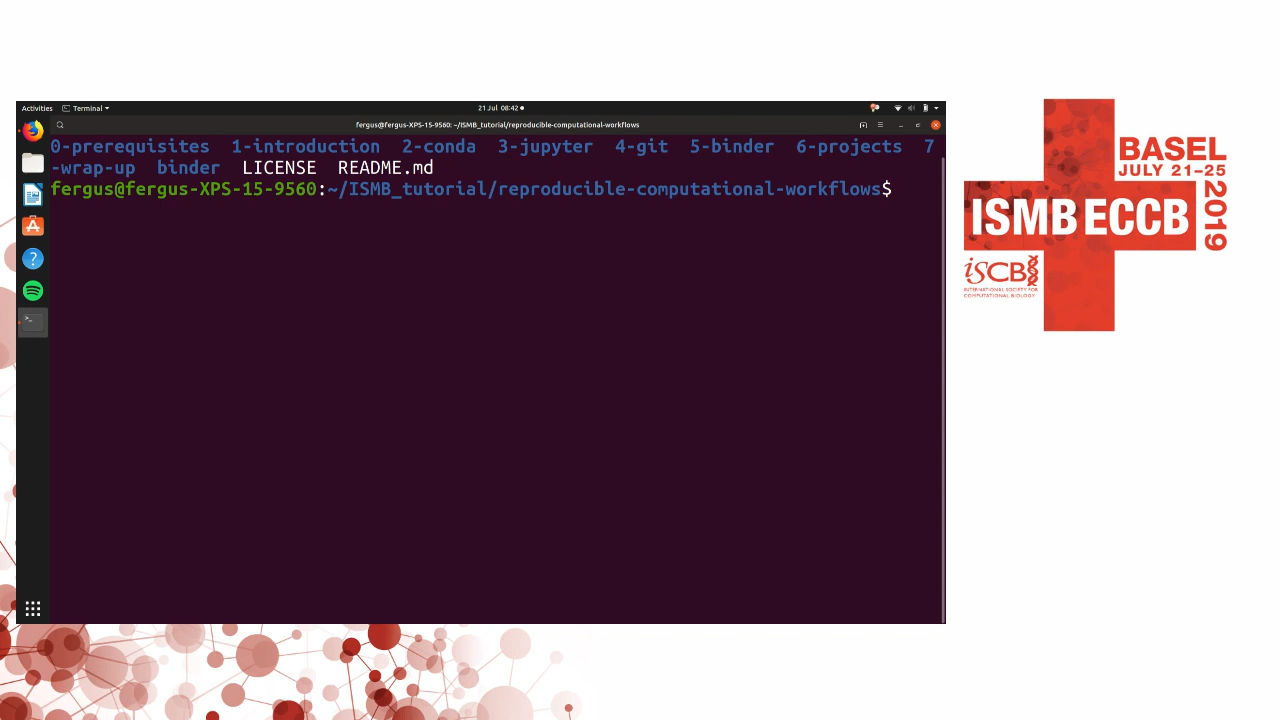 Activities
Terminal
21 Jul 08:42
fergus@fergus-XPS-15-9560: ~/ISMB_tutorial/reproducible-computational-workflows
0-prerequisites 1-introduction 2-conda 3-jupyter 4-git 5-binder 6-projects 7
-wrap-up binder LICENSE README.md
fergus@fergus-XPS-15-9560:~/ISMB_tutorial/reproducible-computational-workflows$
BASEL
JULY 21–25
2019
ISMB ECCB
ISCB
INTERNATIONAL SOCIETY FOR
COMPUTATIONAL BIOLOGY